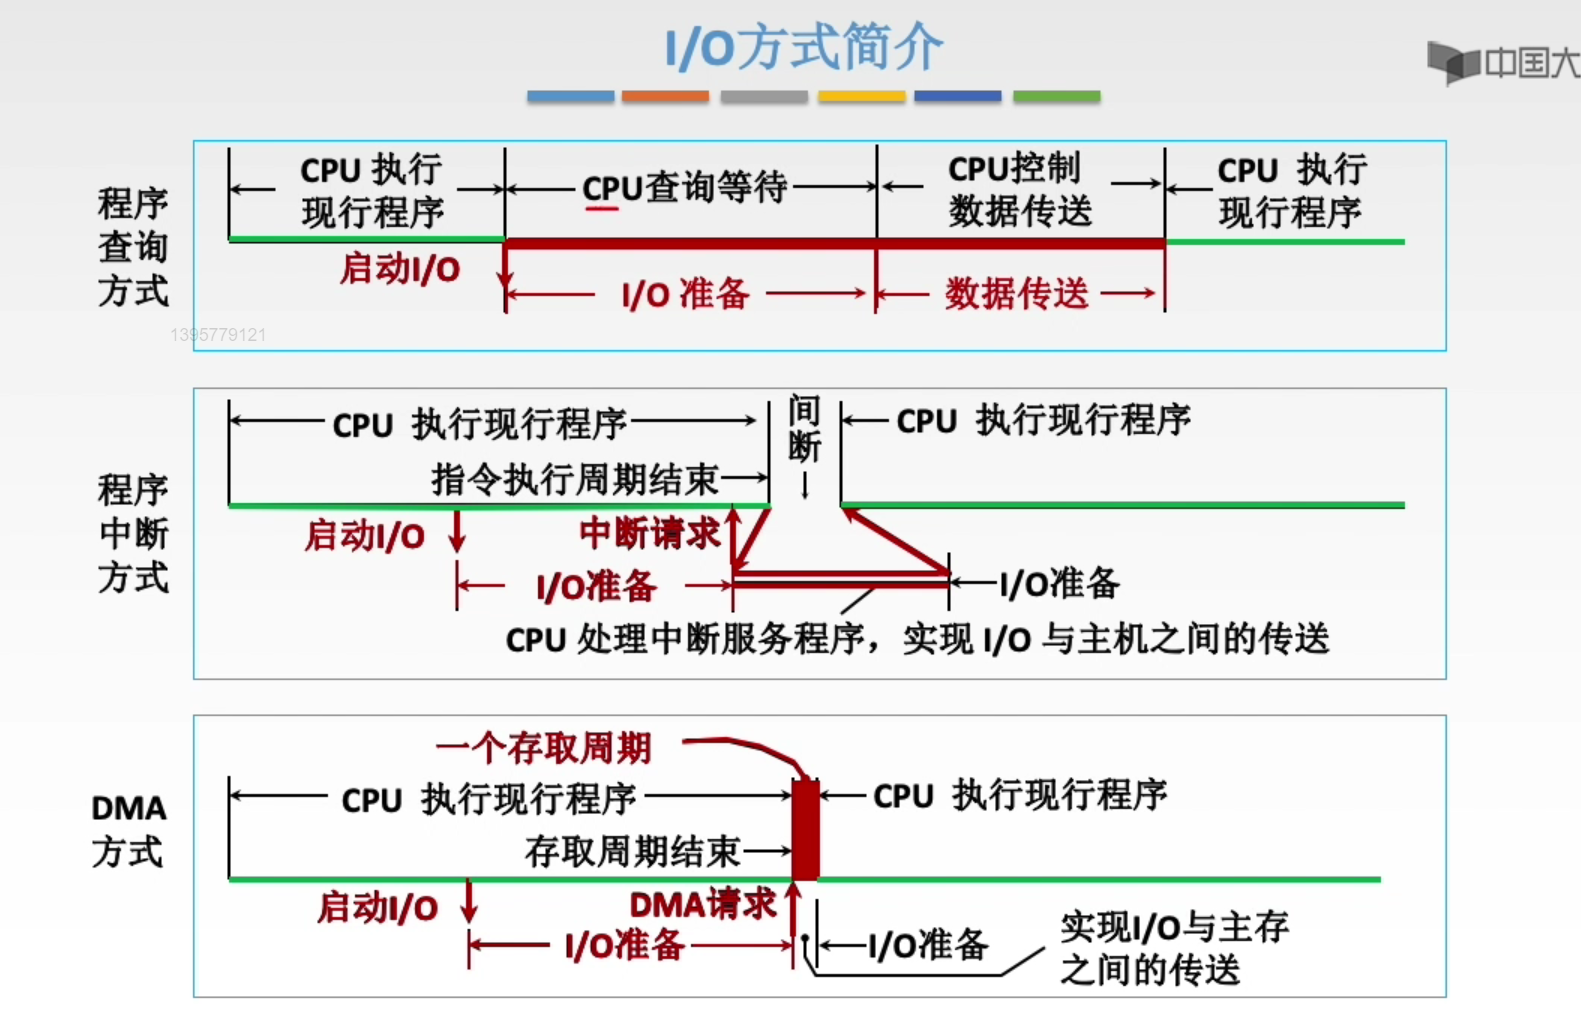 I/O方式简介
中国大
程序
查询
方式
CPU 执行
现行程序
CPU查询等待
CPU控制
数据传送
CPU 执行
现行程序
启动I/O
I/O 准备
数据传送
1395779121
程序
中断
方式
CPU 执行现行程序
间
断
CPU 执行现行程序
指令执行周期结束
启动I/O
中断请求
I/O准备
I/O准备
CPU 处理中断服务程序，实现 I/O 与主机之间的传送
DMA
方式
一个存取周期
CPU 执行现行程序
CPU 执行现行程序
存取周期结束
启动I/O
DMA请求
I/O准备
I/O准备
实现I/O与主存
之间的传送